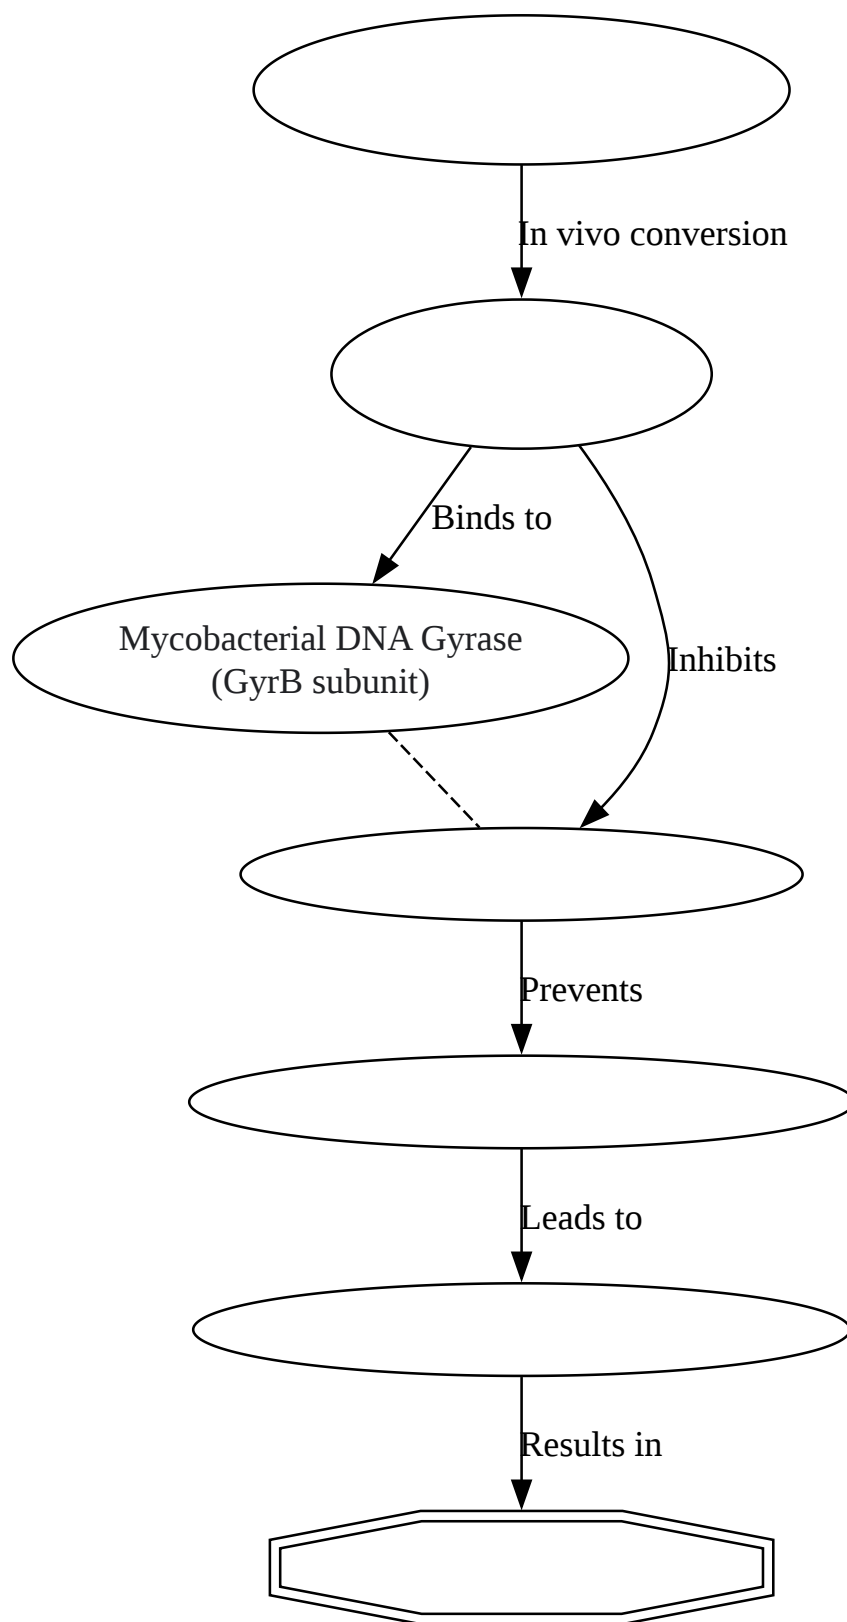 In vivo conversion
Binds to
Mycobacterial DNA Gyrase
(GyrB subunit)
Inhibits
Prevents
Leads to
Results in